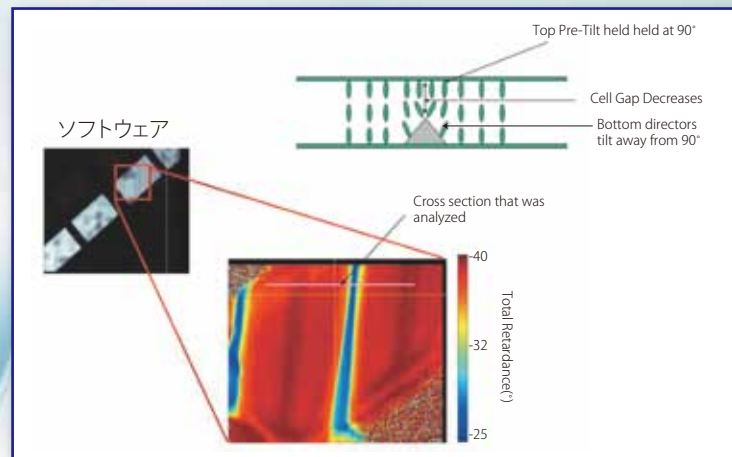 Top Pre-Tilt held held at 90°
Cell Gap Decreases
Bottom directors
tilt away from 90°
ソフトウェア
Cross section that was
analyzed
-40
-32
-25
Total Retardance(°)